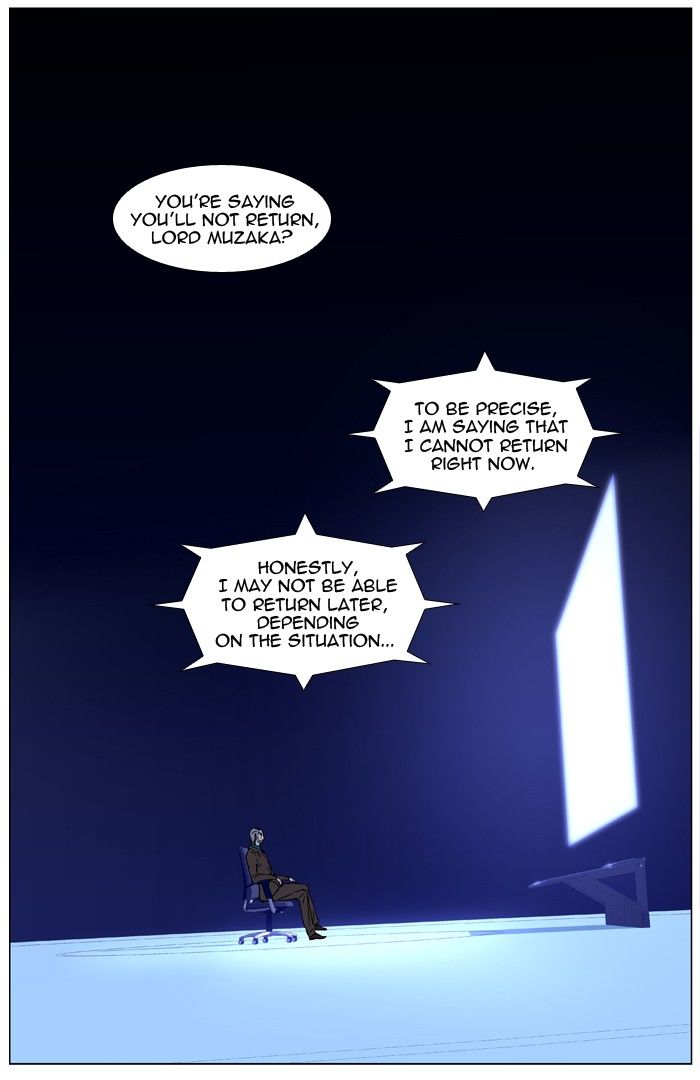 YOU'RE SAYING
YOU'LL NOT RETURN,
LORD MUZAKA?
TO BE PRECISE,
I AM SAYING THAT
I CANNOT RETURN
RIGHT NOW.
HONESTLY,
I MAY NOT BE ABLE
TO RETURN LATER,
DEPENDING
ON THE SITUATION...